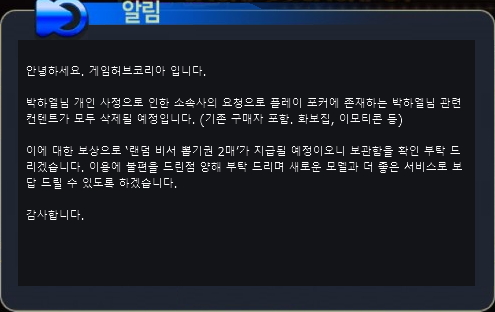 알림
안녕하세요. 게임허브코리아 입니다.
박하얼님 개인 사정으로 인한 소속사의 요청으로 플레이 포커에 존재하는 박하얼님 관련
컨텐트가 모두 삭제될 예정입니다. (기존 구매자 포함. 화보집, 이모티콘 등)
이에 대한 보상으로 '랜덤 비서 뽑기권 2매'가 지급될 예정이오니 보관함을 확인 부탁 드
리겠습니다. 이용에 불편을 드린점 양해 부탁 드리며 새로운 모델과 더 좋은 서비스로 보
답 드릴 수 있도록 하겠습니다.
감사합니다.